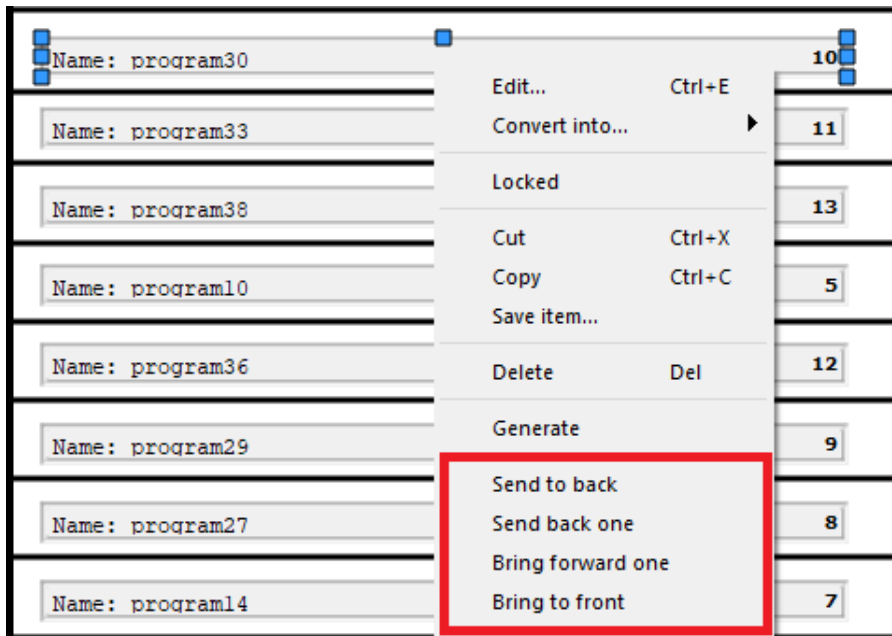 Name: program30 10
Edit... Ctrl+E
Convert into...
Name: program33 11
Locked
Name: program38 13
Cut Ctrl+X
Copy Ctrl+C
Name: program10 5
Save item...
Name: program36 12
Delete Del
Generate
Name: program29 9
Send to back
Send back one
Name: program27 8
Bring forward one
Bring to front
Name: program14 7